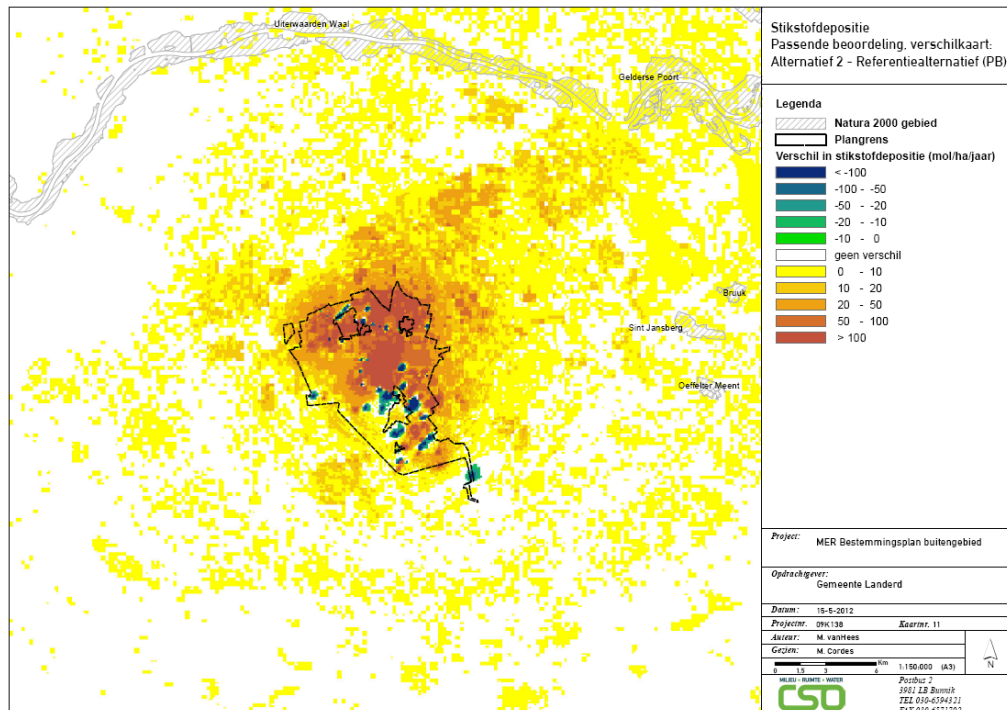 Uiterwaarden Waal
Gelderse Poort
Bruuk
Sint Jansberg
Oeffelter Meent
Stikstofdepositie
Passende beoordeling, verschilkaart:
Alternatief 2 - Referentiealternatief (PB)
Legenda
Natura 2000 gebied
Plangrens
Verschil in stikstofdepositie (mol/ha/jaar)
< -100
-100 - -50
-50 - -20
-20 - -10
-10 - 0
geen verschil
0 - 10
10 - 20
20 - 50
50 - 100
> 100
Project: MER Bestemmingsplan buitengebied
Opdrachtgever:
Gemeente Landerd
Datum: 15-5-2012
Projectnr. 09K138 Kaartnr. 11
Auteur: M. vanHees
Gezien: M. Cordes
Km
0 1,5 3 6 1:150.000 (A3)
N
MILIEU • RUIMTE • WATER
CSO
Postbus 2
3981 LB Bunnik
TEL 030-6594321